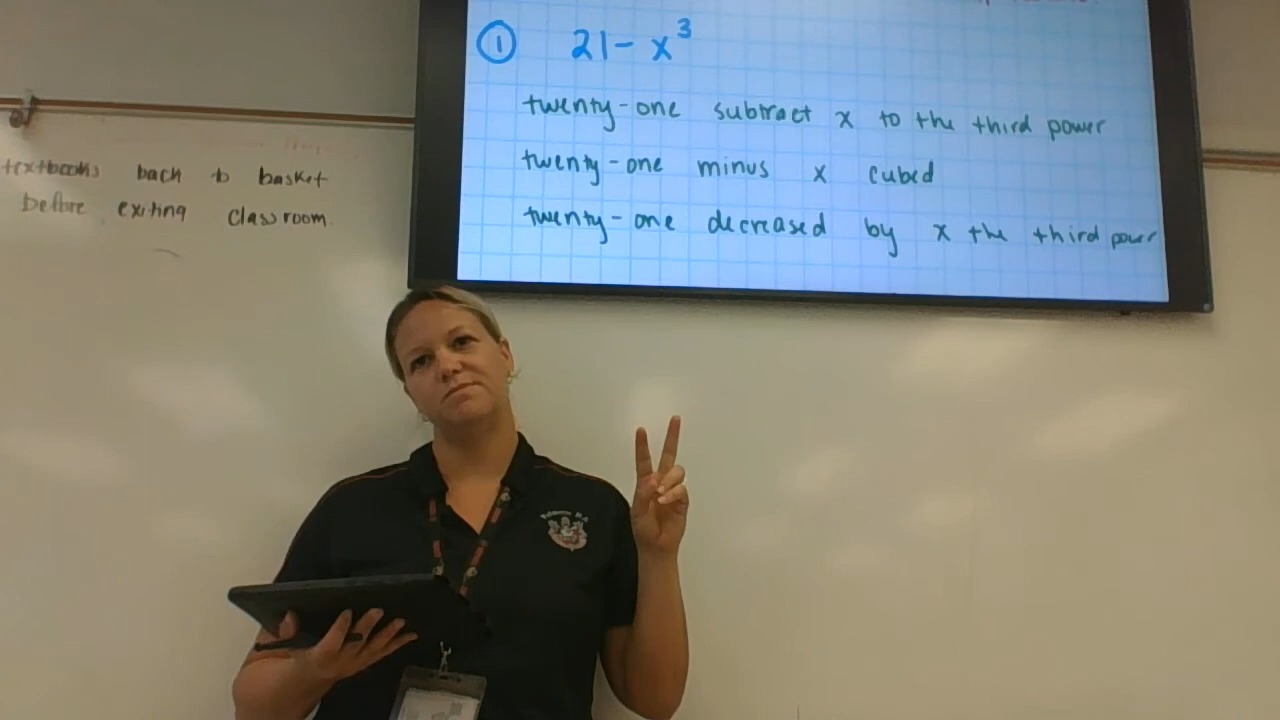 ① 21 - x³
twenty-one subtract x to the third power
twenty-one minus x cubed
twenty-one decreased by x the third power
textbooks back to basket
before exiting classroom.